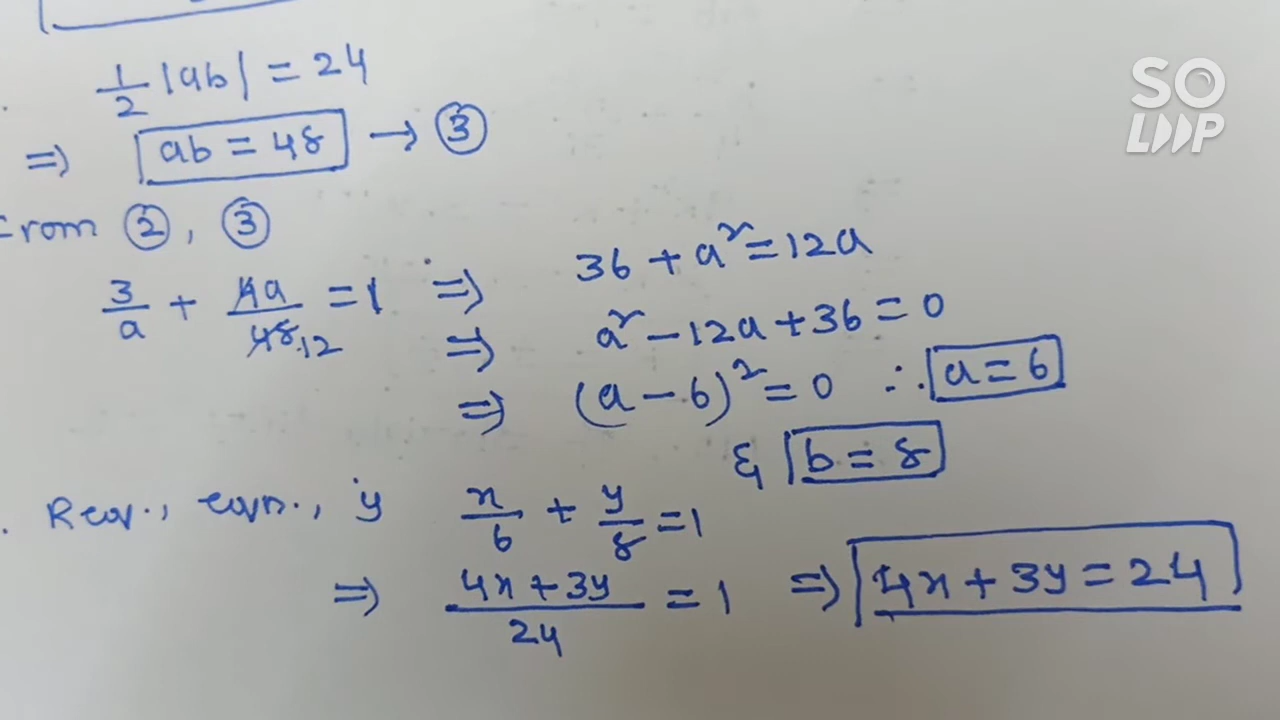 1/2 |ab| = 24
⇒ ab = 48 → ③
From ②, ③
3/a + 4a/48 12 = 1 ⇒ 36 + a² = 12a
⇒ a² - 12a + 36 = 0
⇒ (a - 6)² = 0 ∴ a = 6
& b = 8
Req., eqn., is x/6 + y/8 = 1
⇒ 4x + 3y/24 = 1 ⇒ 4x + 3y = 24
SO
LOOP